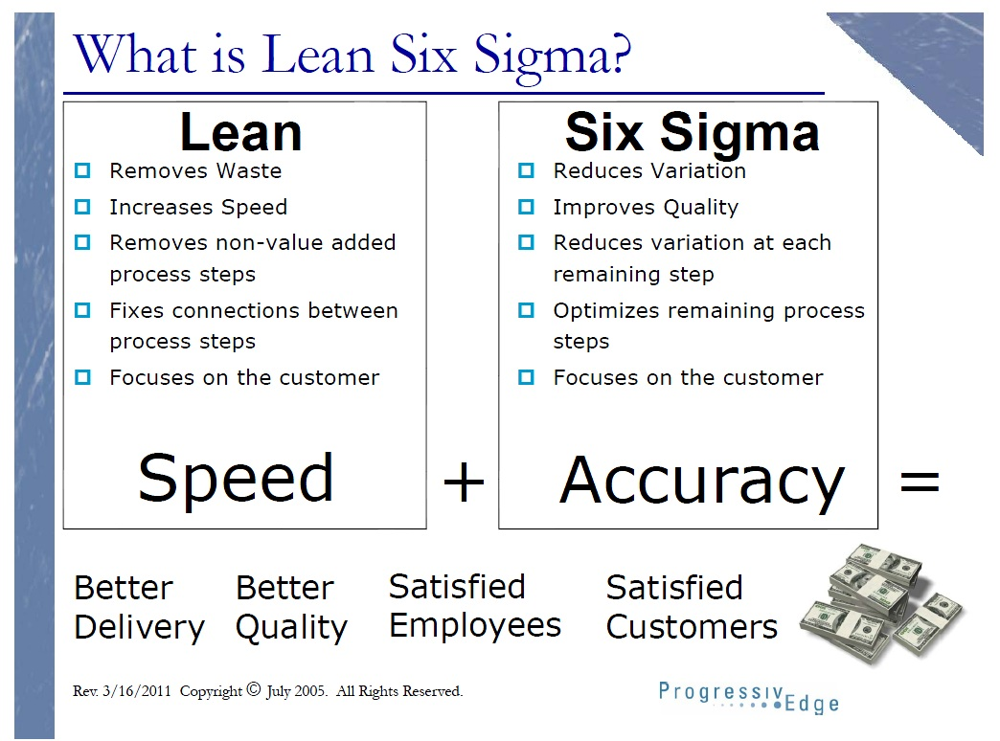 What is Lean Six Sigma?
Lean
Removes Waste
Increases Speed
Removes non-value added
process steps
Fixes connections between
process steps
Focuses on the customer
Speed
+
Six Sigma
Reduces Variation
Improves Quality
Reduces variation at each
remaining step
Optimizes remaining process
steps
Focuses on the customer
Accuracy
=
Better
Delivery
Better
Quality
Satisfied
Employees
Satisfied
Customers
Rev. 3/16/2011 Copyright © July 2005. All Rights Reserved.
Progressiv
Edge